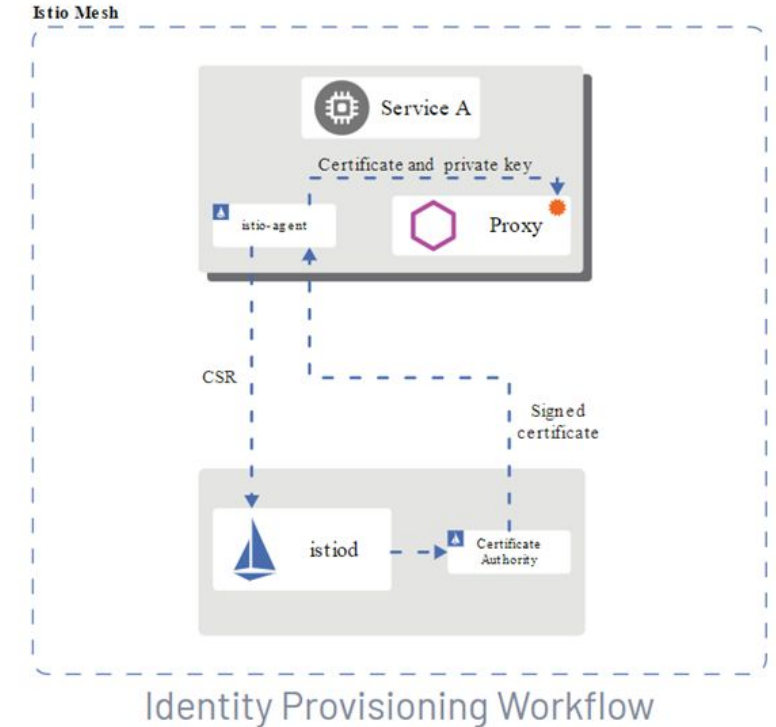 Istio Mesh
Service A
Certificate and private key
istio-agent
Proxy
CSR
Signed
certificate
istiod
Certificate
Authority
Identity Provisioning Workflow